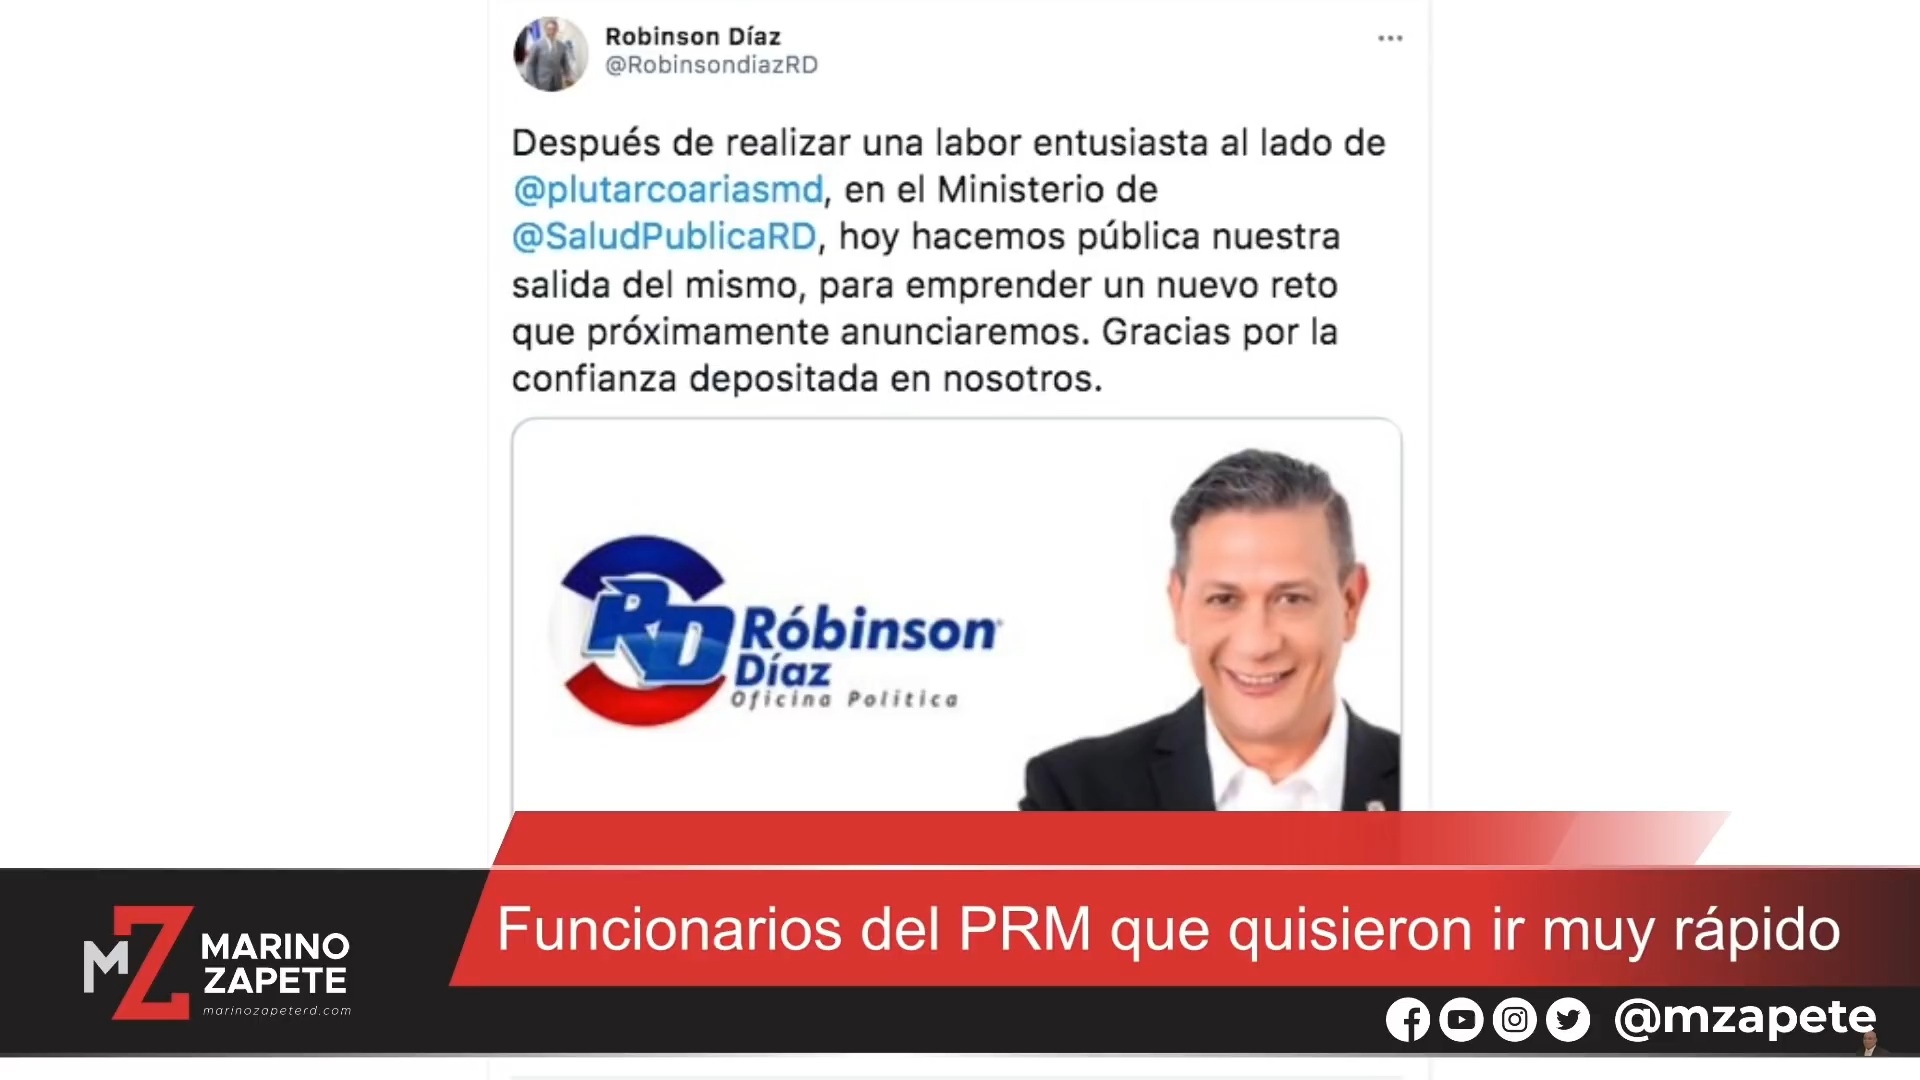 Robinson Díaz
@RobinsondiazRD
Después de realizar una labor entusiasta al lado de
@plutarcoariasmd, en el Ministerio de
@SaludPublicaRD, hoy hacemos pública nuestra
salida del mismo, para emprender un nuevo reto
que próximamente anunciaremos. Gracias por la
confianza depositada en nosotros.
RD Róbinson
Díaz
Oficina Política
Funcionarios del PRM que quisieron ir muy rápido
MZ MARINO
ZAPETE
marinozapeterd.com
@mzapete